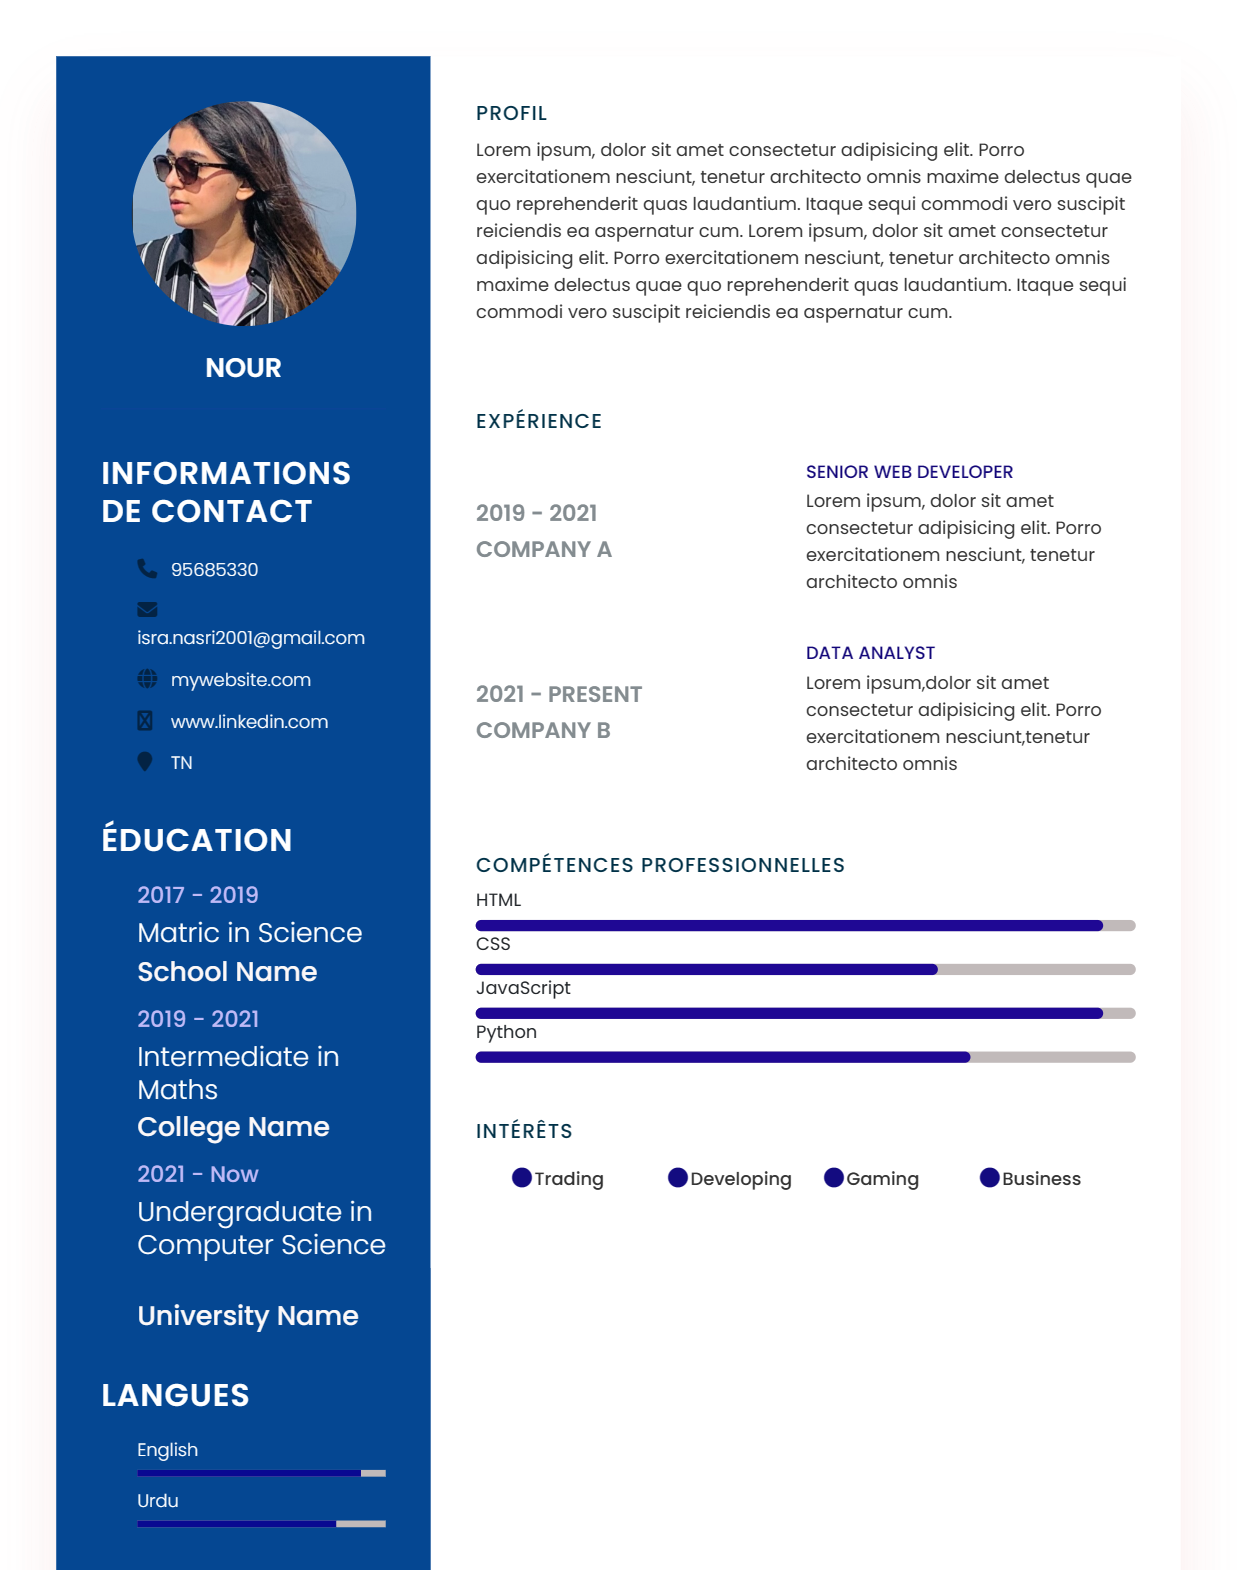 NOUR
INFORMATIONS
DE CONTACT
95685330
isra.nasri2001@gmail.com
mywebsite.com
www.linkedin.com
TN
ÉDUCATION
2017 - 2019
Matric in Science
School Name
2019 - 2021
Intermediate in
Maths
College Name
2021 - Now
Undergraduate in
Computer Science
University Name
LANGUES
English
Urdu
PROFIL
Lorem ipsum, dolor sit amet consectetur adipisicing elit. Porro
exercitationem nesciunt, tenetur architecto omnis maxime delectus quae
quo reprehenderit quas laudantium. Itaque sequi commodi vero suscipit
reiciendis ea aspernatur cum. Lorem ipsum, dolor sit amet consectetur
adipisicing elit. Porro exercitationem nesciunt, tenetur architecto omnis
maxime delectus quae quo reprehenderit quas laudantium. Itaque sequi
commodi vero suscipit reiciendis ea aspernatur cum.
EXPÉRIENCE
2019 - 2021
COMPANY A
SENIOR WEB DEVELOPER
Lorem ipsum, dolor sit amet
consectetur adipisicing elit. Porro
exercitationem nesciunt, tenetur
architecto omnis
2021 - PRESENT
COMPANY B
DATA ANALYST
Lorem ipsum,dolor sit amet
consectetur adipisicing elit. Porro
exercitationem nesciunt,tenetur
architecto omnis
COMPÉTENCES PROFESSIONNELLES
HTML
CSS
JavaScript
Python
INTÉRÊTS
Trading Developing Gaming Business